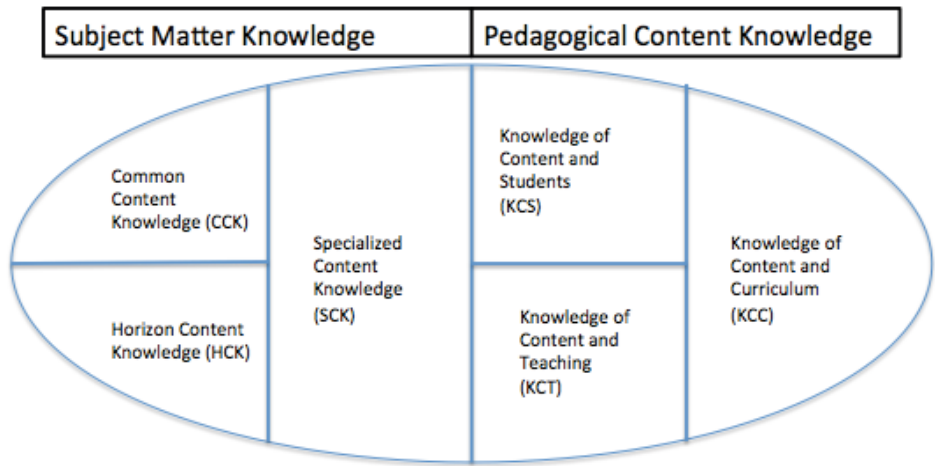 Subject Matter Knowledge
Pedagogical Content Knowledge
Common
Content
Knowledge (CCK)
Horizon Content
Knowledge (HCK)
Specialized
Content
Knowledge
(SCK)
Knowledge of
Content and
Students
(KCS)
Knowledge of
Content and
Teaching
(KCT)
Knowledge of
Content and
Curriculum
(KCC)